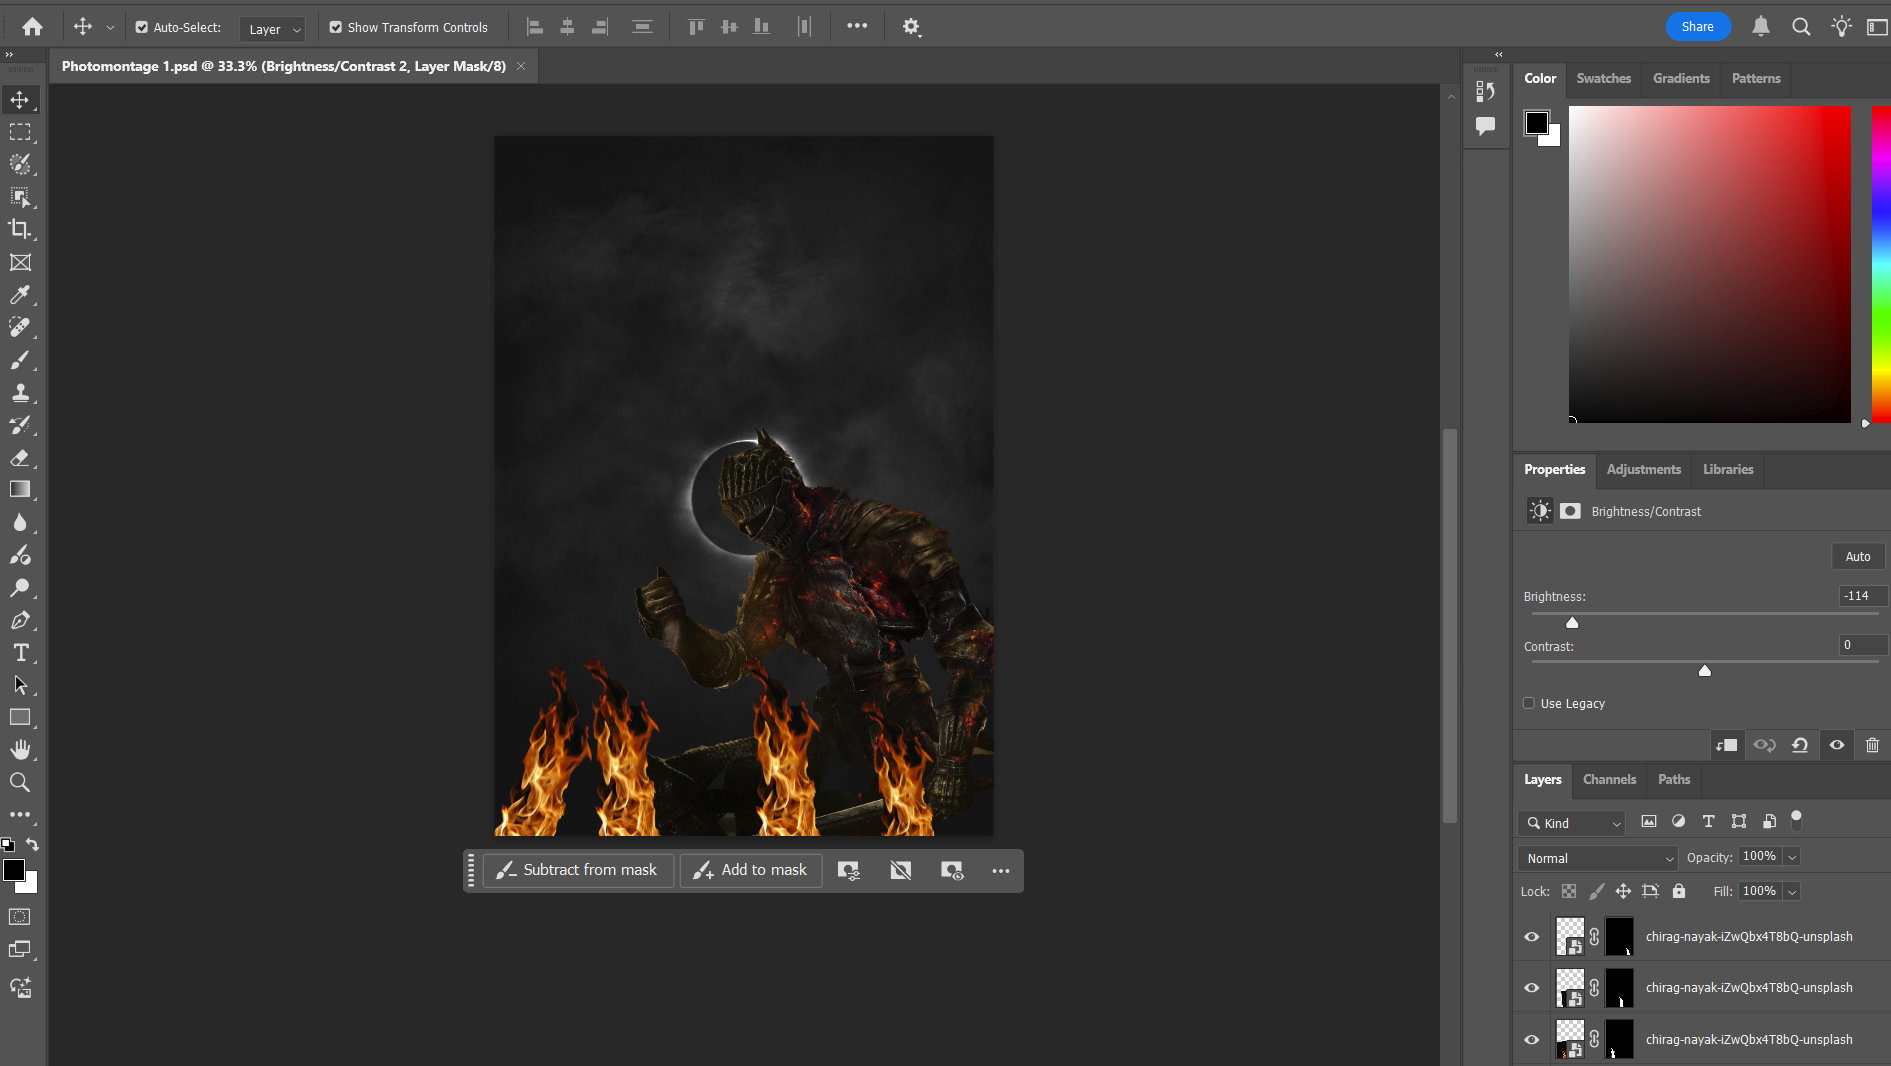 Auto-Select:
Layer
Show Transform Controls
Share
Photomontage 1.psd @ 33.3% (Brightness/Contrast 2, Layer Mask/8)
Color
Swatches
Gradients
Patterns
Properties
Adjustments
Libraries
Brightness/Contrast
Auto
Brightness:
-114
Contrast:
0
Use Legacy
Layers
Channels
Paths
Kind
Normal
Opacity:
100%
Lock:
Fill:
100%
chirag-nayak-iZwQbx4T8bQ-unsplash
chirag-nayak-iZwQbx4T8bQ-unsplash
chirag-nayak-iZwQbx4T8bQ-unsplash
Subtract from mask
Add to mask